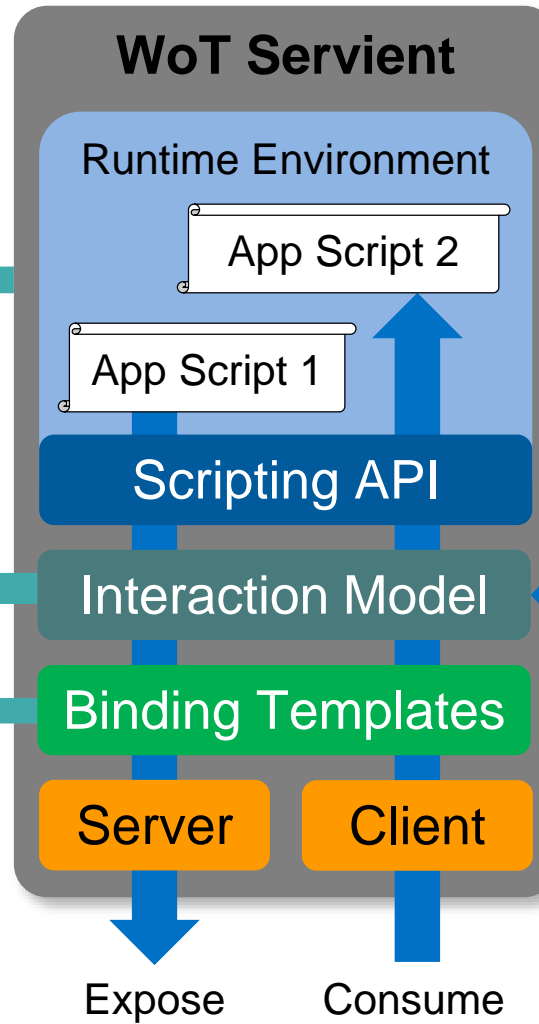 WoT Servient
Runtime Environment
App Script 2
App Script 1
Scripting API
Interaction Model
Binding Templates
Server
Client
Expose
Consume